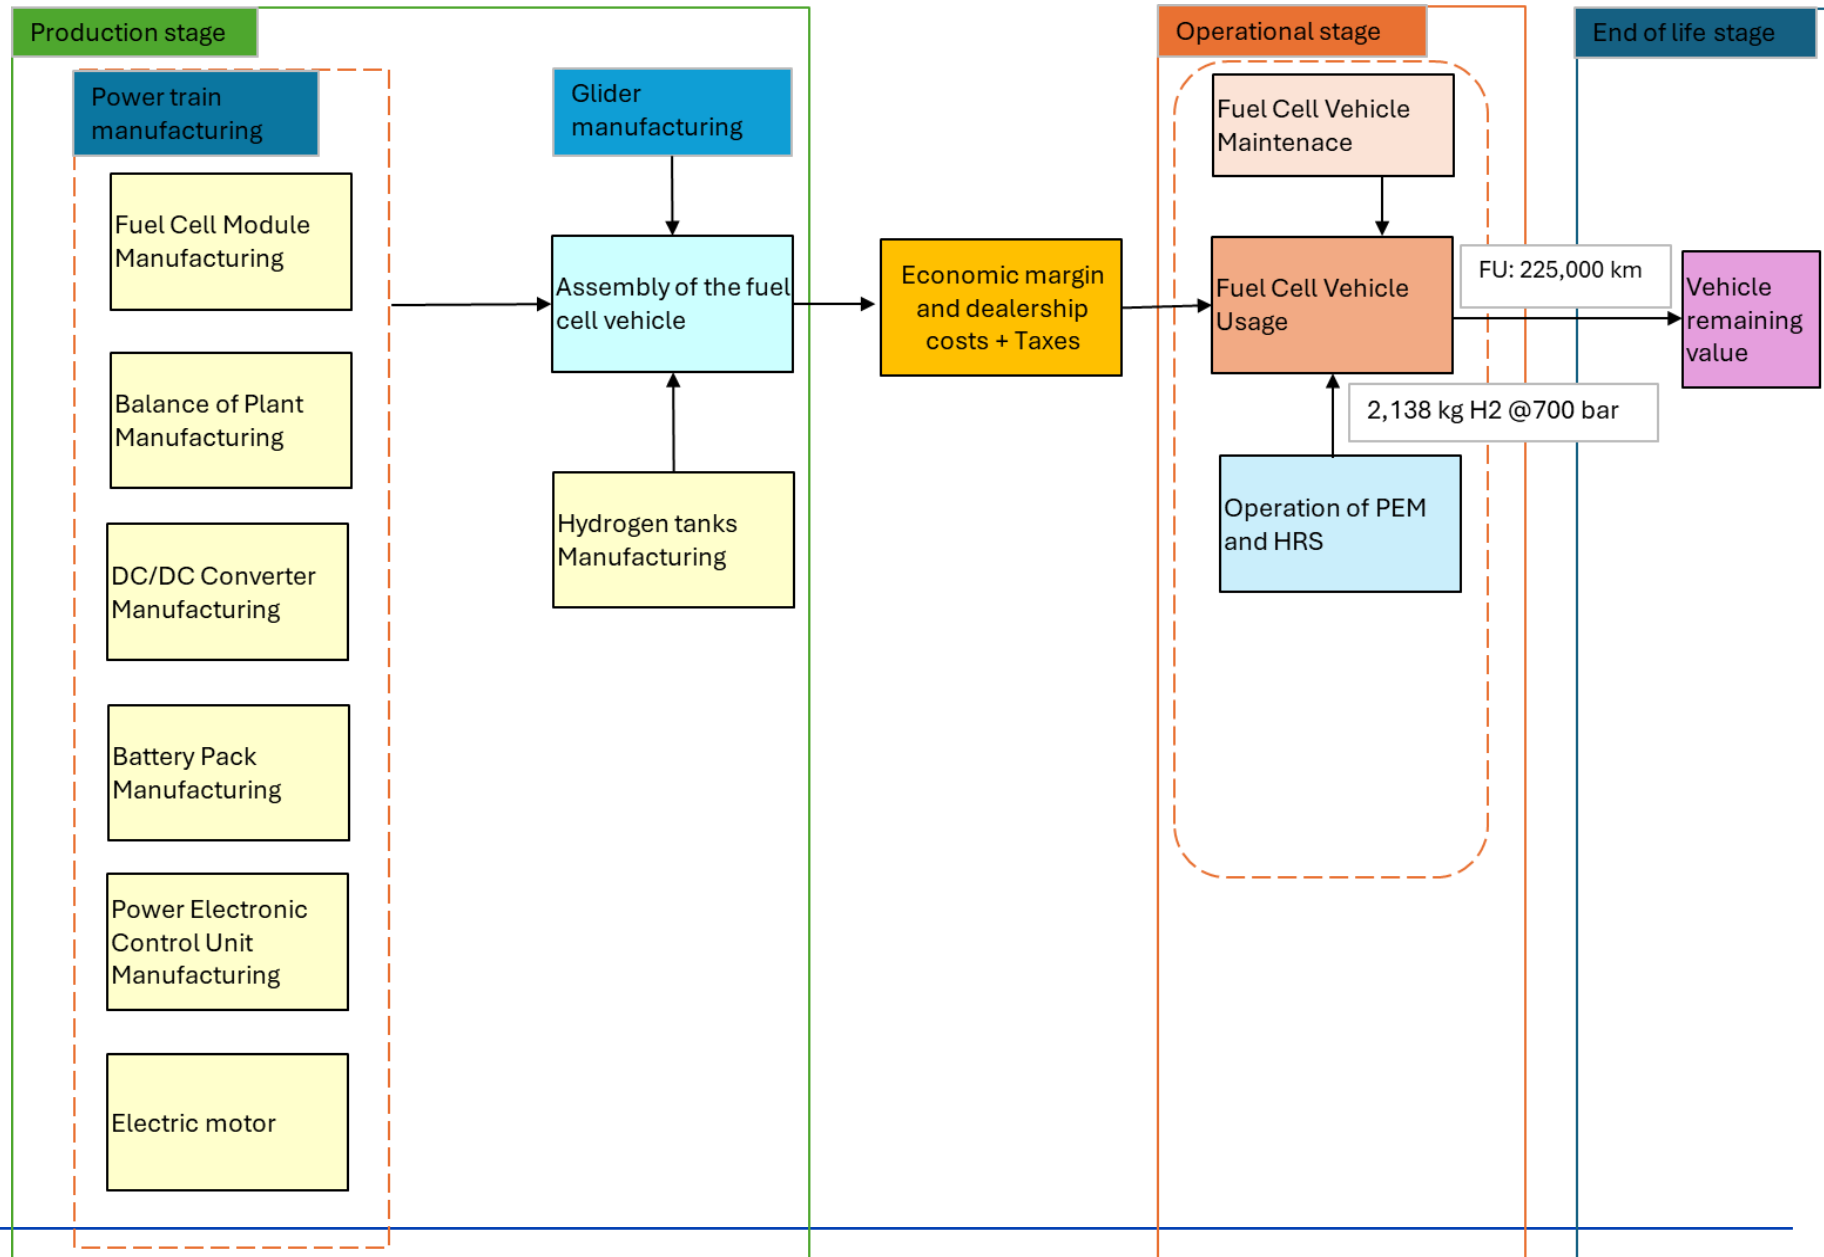 Production stage
Power train
manufacturing
Fuel Cell Module
Manufacturing
Balance of Plant
Manufacturing
DC/DC Converter
Manufacturing
Battery Pack
Manufacturing
Power Electronic
Control Unit
Manufacturing
Electric motor
Glider
manufacturing
Assembly of the fuel
cell vehicle
Hydrogen tanks
Manufacturing
Economic margin
and dealership
costs + Taxes
Operational stage
Fuel Cell Vehicle
Maintenace
Fuel Cell Vehicle
Usage
FU: 225,000 km
2,138 kg H2 @700 bar
Operation of PEM
and HRS
End of life stage
Vehicle
remaining
value